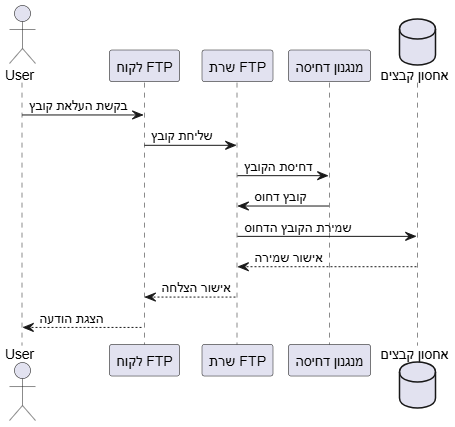 User
לקוח FTP
שרת FTP
מנגנון דחיסה
אחסון קבצים
בקשת העלאת קובץ
שליחת קובץ
דחיסת הקובץ
קובץ דחוס
שמירת הקובץ הדחוס
אישור שמירה
אישור הצלחה
הצגת הודעה
User
לקוח FTP
שרת FTP
מנגנון דחיסה
אחסון קבצים